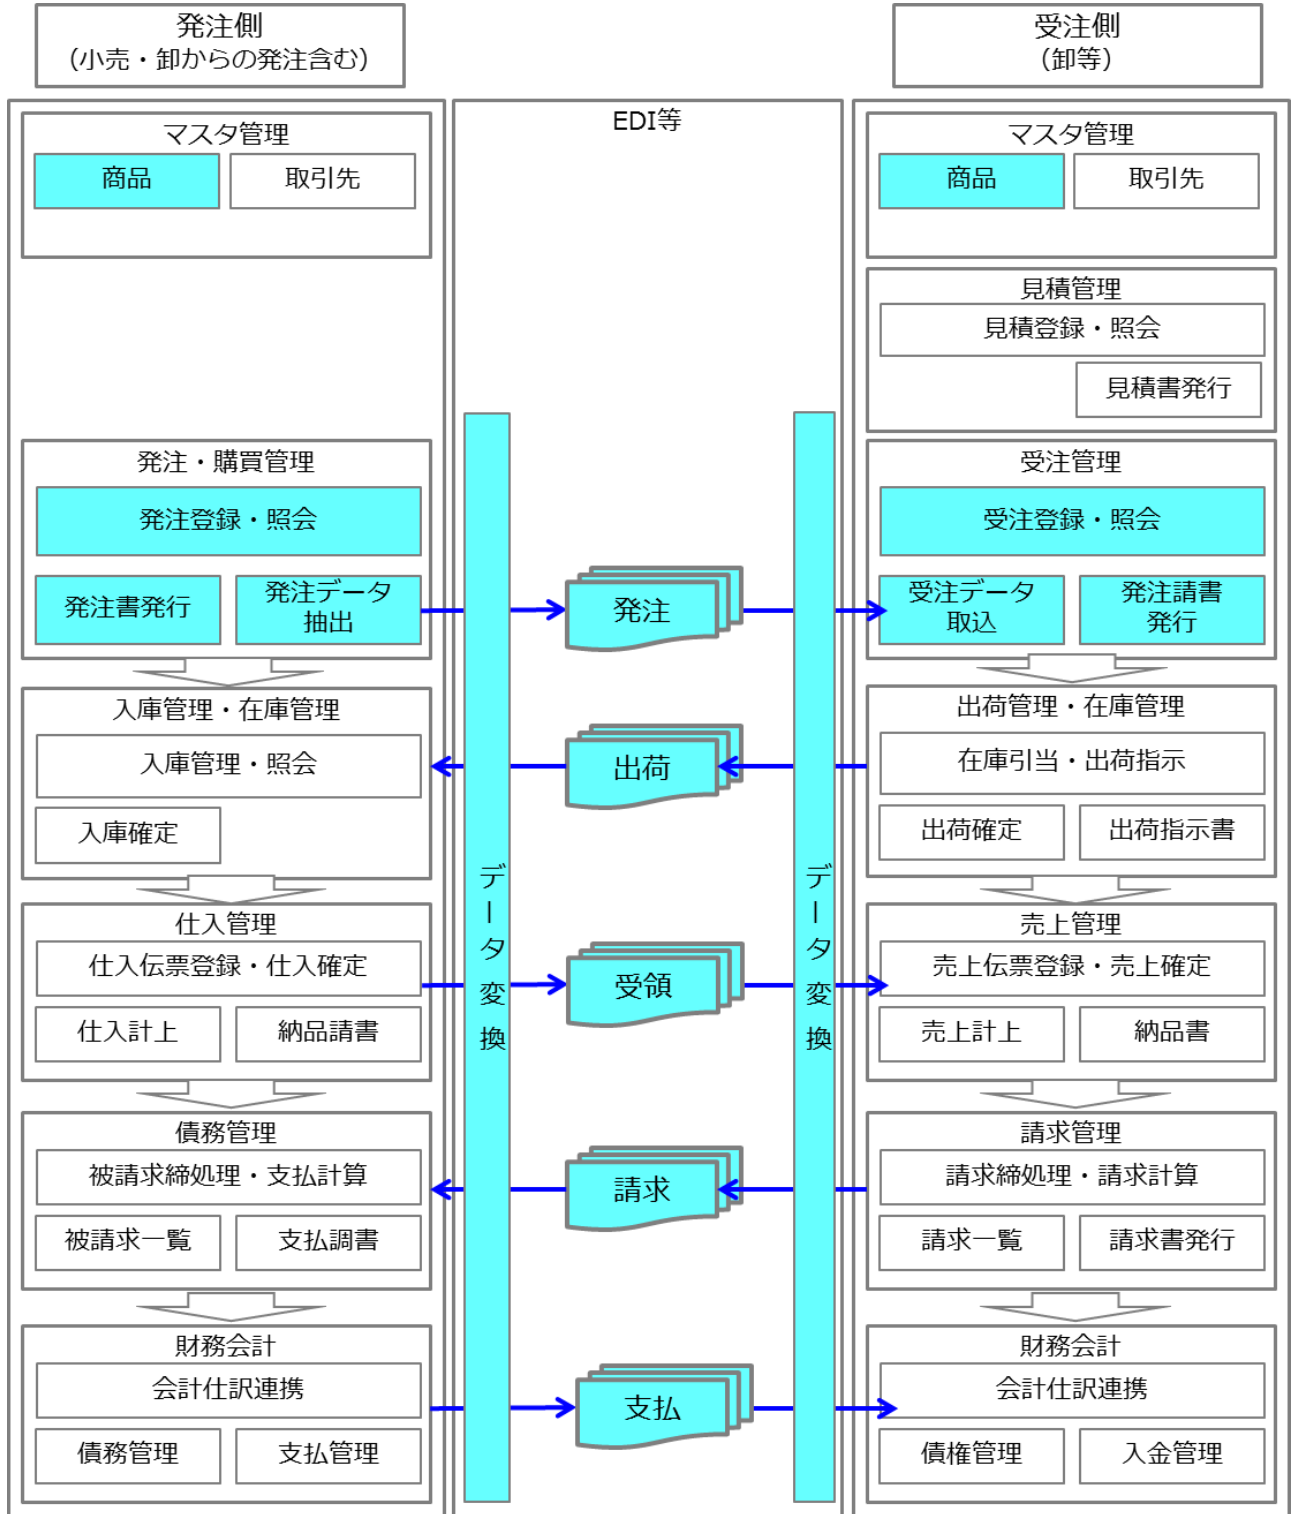 発注側
（小売・卸からの発注含む）
受注側
（卸等）
マスタ管理
商品
取引先
EDI等
マスタ管理
商品
取引先
見積管理
見積登録・照会
見積書発行
発注・購買管理
発注登録・照会
発注書発行
発注データ
抽出
発注
受注管理
受注登録・照会
受注データ
取込
発注請書
発行
入庫管理・在庫管理
入庫管理・照会
入庫確定
出荷
出荷管理・在庫管理
在庫引当・出荷指示
出荷確定
出荷指示書
データ変換
データ変換
仕入管理
仕入伝票登録・仕入確定
仕入計上
納品請書
受領
売上管理
売上伝票登録・売上確定
売上計上
納品書
債務管理
被請求締処理・支払計算
被請求一覧
支払調書
請求
請求管理
請求締処理・請求計算
請求一覧
請求書発行
財務会計
会計仕訳連携
債務管理
支払管理
支払
財務会計
会計仕訳連携
債権管理
入金管理